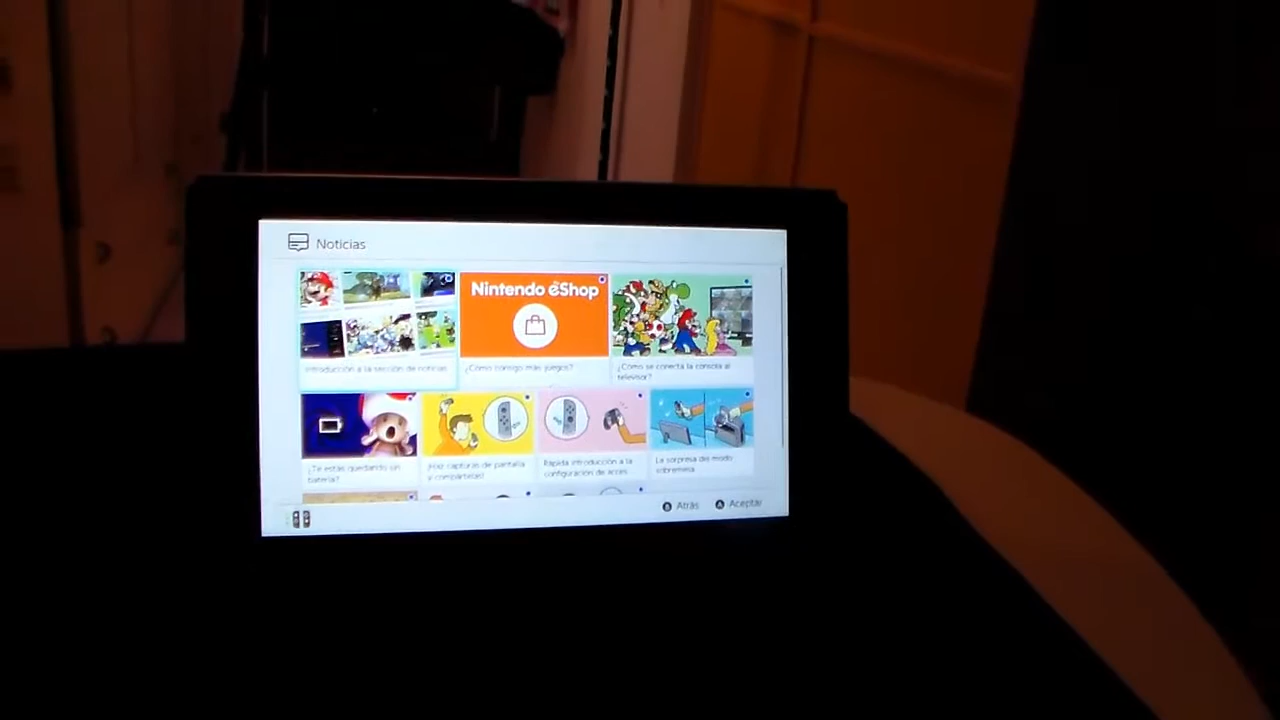 Noticias
Nintendo eShop
Introducción a la sección de noticias
¿Cómo consigo más juegos?
¿Cómo se conecta la consola al
televisor?
¿Te estás quedando sin
batería?
¡Haz capturas de pantalla
y compártelas!
Rápida introducción a la
configuración de acces
La sorpresa del modo
sobremesa
B Atrás
A Aceptar